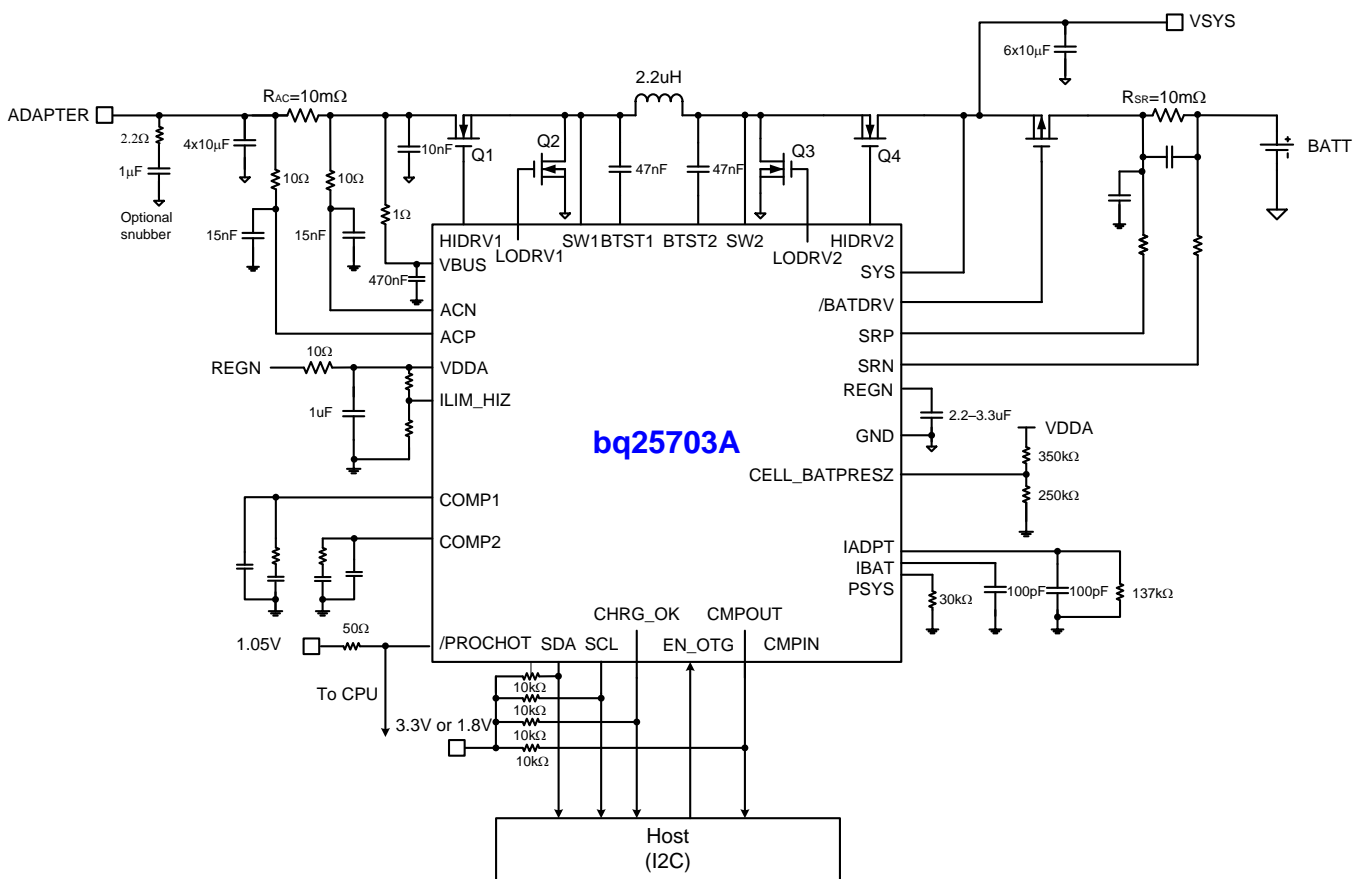 VSYS
6x10µF
2.2uH
ADAPTER
RAC=10mΩ
RSR=10mΩ
2.2Ω
4x10µF
10nF
Q1
Q2
47nF
47nF
Q3
Q4
BATT
1µF
10Ω
10Ω
1Ω
Optional
snubber
15nF
15nF
470nF
HIDRV1
LODRV1
SW1
BTST1
BTST2
SW2
LODRV2
HIDRV2
VBUS
SYS
ACN
/BATDRV
ACP
SRP
SRN
REGN
10Ω
VDDA
REGN
1uF
ILIM_HIZ
2.2–3.3uF
GND
VDDA
bq25703A
350kΩ
CELL_BATPRESZ
250kΩ
COMP1
COMP2
IADPT
IBAT
PSYS
30kΩ
100pF
100pF
137kΩ
1.05V
50Ω
/PROCHOT
SDA
SCL
CHRG_OK
EN_OTG
CMPOUT
CMPIN
To CPU
10kΩ
10kΩ
10kΩ
10kΩ
3.3V or 1.8V
Host
(I2C)